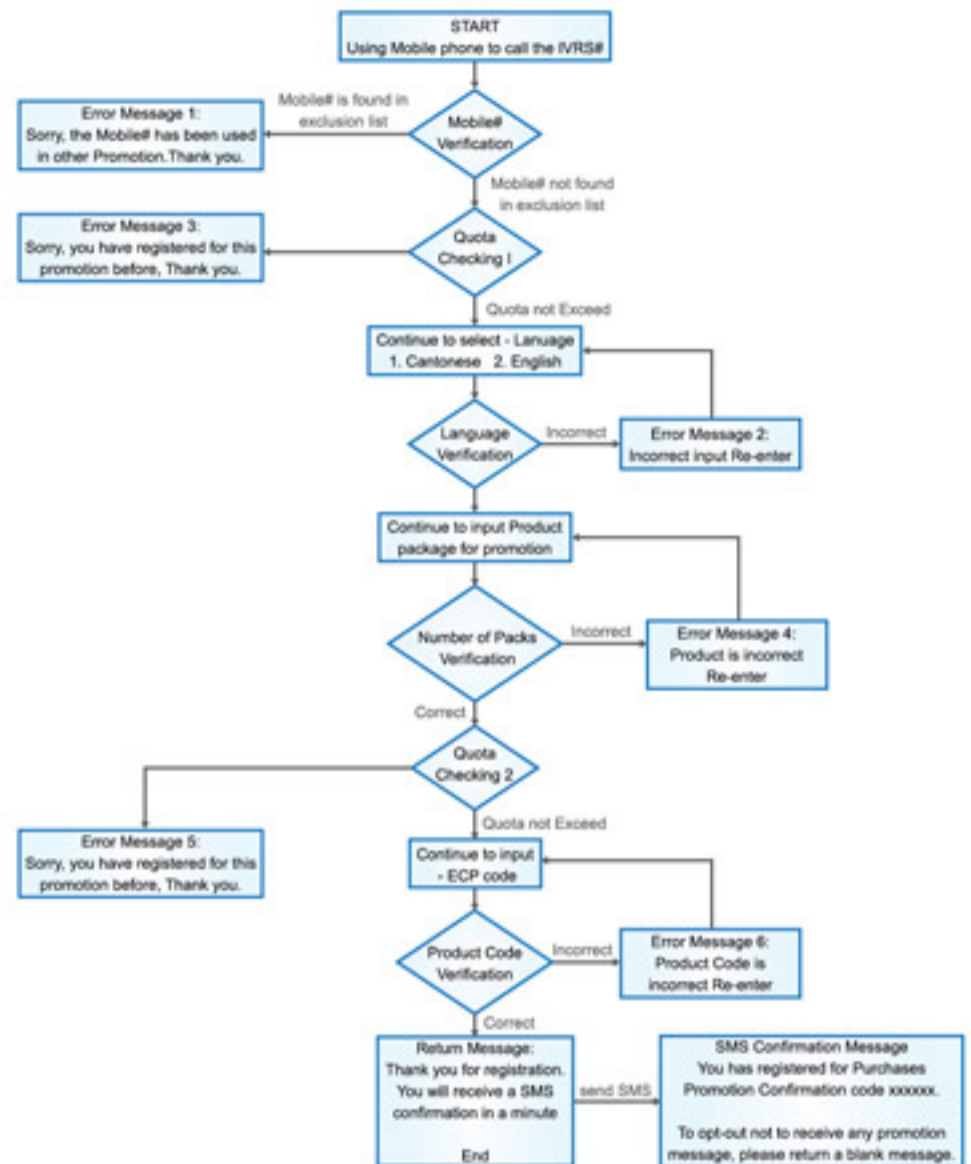 START
Using Mobile phone to call the IVRS#
Mobile# is found in
exclusion list
Error Message 1:
Sorry, the Mobile# has been used
in other Promotion.Thank you.
Mobile#
Verification
Mobile# not found
in exclusion list
Error Message 3:
Sorry, you have registered for this
promotion before, Thank you.
Quota
Checking I
Quota not Exceed
Continue to select - Lanuage
1. Cantonese 2. English
Language
Verification
Incorrect
Error Message 2:
Incorrect input Re-enter
Continue to input Product
package for promotion
Number of Packs
Verification
Incorrect
Error Message 4:
Product is incorrect
Re-enter
Correct
Quota
Checking 2
Error Message 5:
Sorry, you have registered for this
promotion before, Thank you.
Quota not Exceed
Continue to input
- ECP code
Product Code
Verification
Incorrect
Error Message 6:
Product Code is
incorrect Re-enter
Correct
Return Message:
Thank you for registration.
You will receive a SMS
confirmation in a minute
End
send SMS
SMS Confirmation Message
You has registered for Purchases
Promotion Confirmation code xxxxxx.
To opt-out not to receive any promotion
message, please return a blank message.